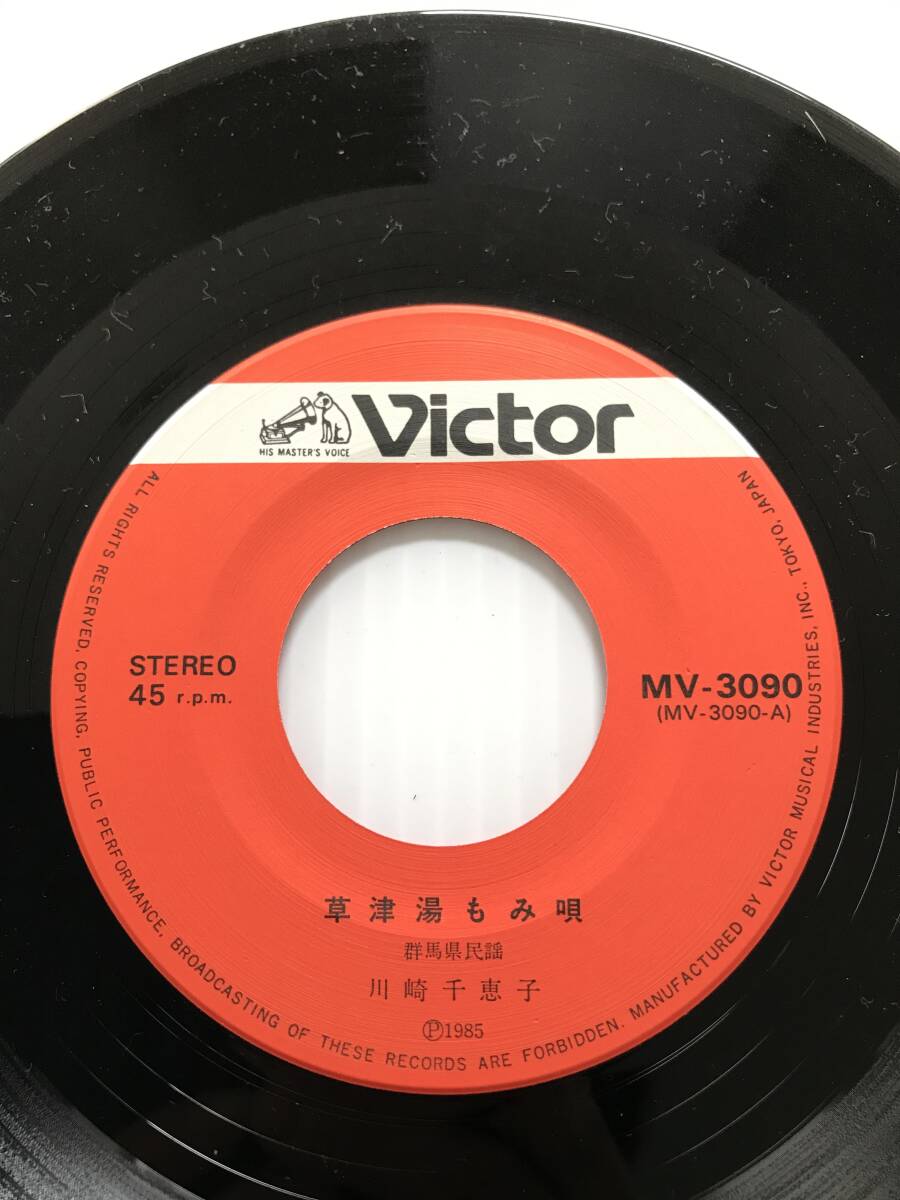 Victor
HIS MASTER'S VOICE
STEREO
45 r.p.m.
MV-3090
(MV-3090-A)
草津湯もみ唄
群馬県民謡
川崎千恵子
Ⓟ1985
ALL RIGHTS RESERVED, COPYING, PUBLIC PERFORMANCE, BROADCASTING OF THESE RECORDS ARE FORBIDDEN. MANUFACTURED BY VICTOR MUSICAL INDUSTRIES, INC., TOKYO, JAPAN